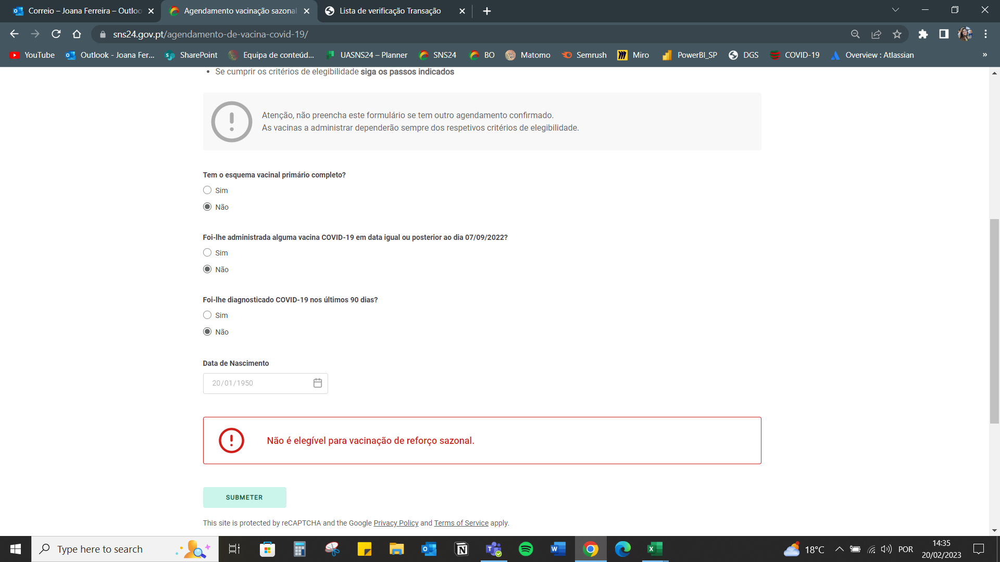 Correio – Joana Ferreira – Outloo
Agendamento vacinação sazonal
Lista de verificação Transação
sns24.gov.pt/agendamento-de-vacina-covid-19/
YouTube
Outlook - Joana Fer...
SharePoint
Equipa de conteúd...
UASNS24 – Planner
SNS24
BO
Matomo
Semrush
Miro
PowerBI_SP
DGS
COVID-19
Overview : Atlassian
»
• Se cumprir os critérios de elegibilidade siga os passos indicados
Atenção, não preencha este formulário se tem outro agendamento confirmado.
As vacinas a administrar dependerão sempre dos respetivos critérios de elegibilidade.
Tem o esquema vacinal primário completo?
Sim
Não
Foi-lhe administrada alguma vacina COVID-19 em data igual ou posterior ao dia 07/09/2022?
Sim
Não
Foi-lhe diagnosticado COVID-19 nos últimos 90 dias?
Sim
Não
Data de Nascimento
20/01/1950
Não é elegível para vacinação de reforço sazonal.
SUBMETER
This site is protected by reCAPTCHA and the Google Privacy Policy and Terms of Service apply.
Type here to search
18°C
POR
14:35
20/02/2023